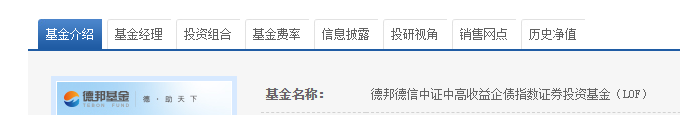 基金介绍 基金经理 投资组合 基金费率 信息披露 投研视角 销售网点 历史净值
德邦基金 德·助天下
TEBON FUND
基金名称： 德邦德信中证中高收益企债指数证券投资基金（LOF）